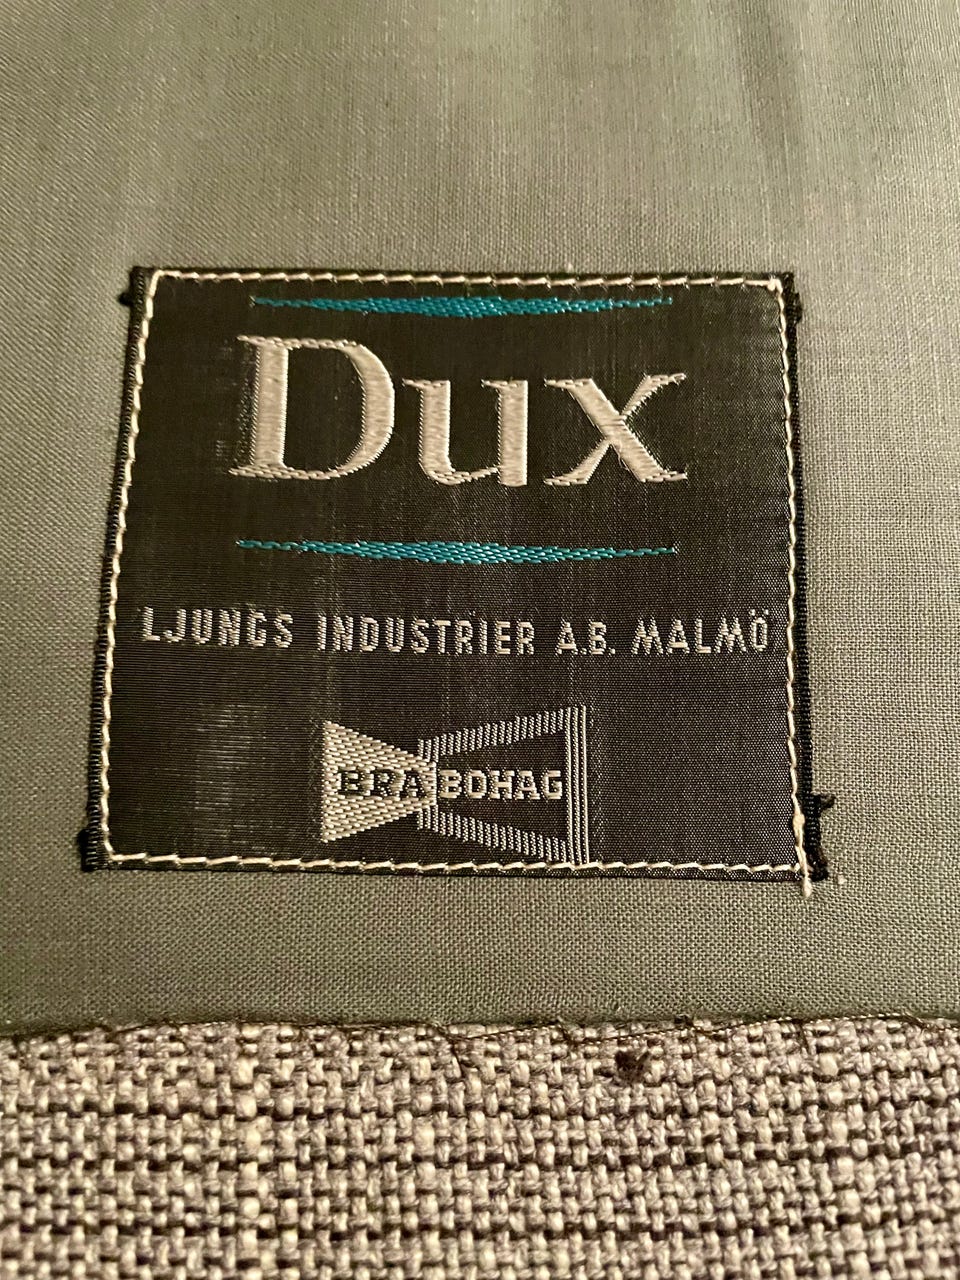 Dux
LJUNGS INDUSTRIER A.B. MALMÖ
BRA BOHAG